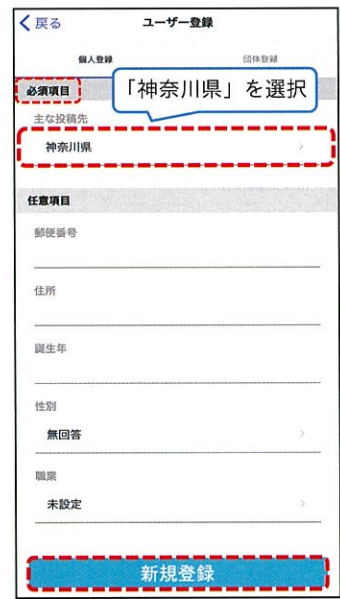 戻る ユーザー登録
個人登録 団体登録
必須項目
「神奈川県」を選択
主な投稿先
神奈川県
任意項目
郵便番号
住所
誕生年
性別
無回答
職業
未設定
新規登録